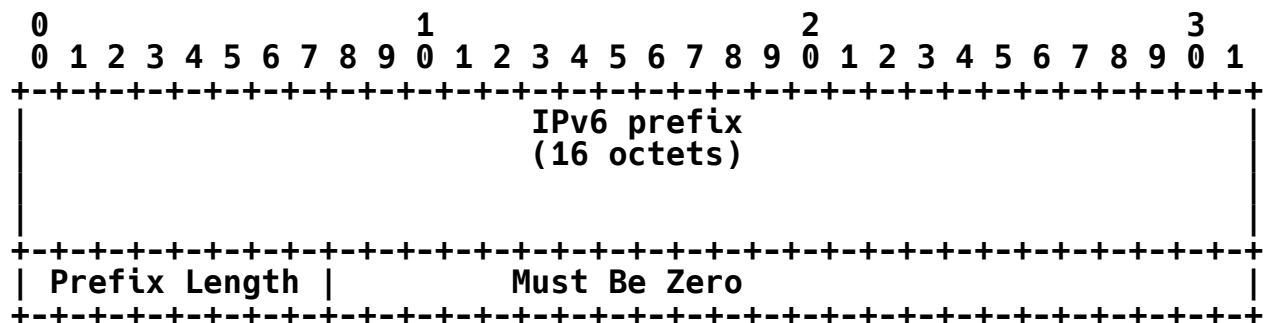 0                   1                   2                   3
 0 1 2 3 4 5 6 7 8 9 0 1 2 3 4 5 6 7 8 9 0 1 2 3 4 5 6 7 8 9 0 1
+-+-+-+-+-+-+-+-+-+-+-+-+-+-+-+-+-+-+-+-+-+-+-+-+-+-+-+-+-+-+-+-+
|                          IPv6 prefix                          |
|                          (16 octets)                          |
|                                                               |
|                                                               |
+-+-+-+-+-+-+-+-+-+-+-+-+-+-+-+-+-+-+-+-+-+-+-+-+-+-+-+-+-+-+-+-+
| Prefix Length |         Must Be Zero                          |
+-+-+-+-+-+-+-+-+-+-+-+-+-+-+-+-+-+-+-+-+-+-+-+-+-+-+-+-+-+-+-+-+